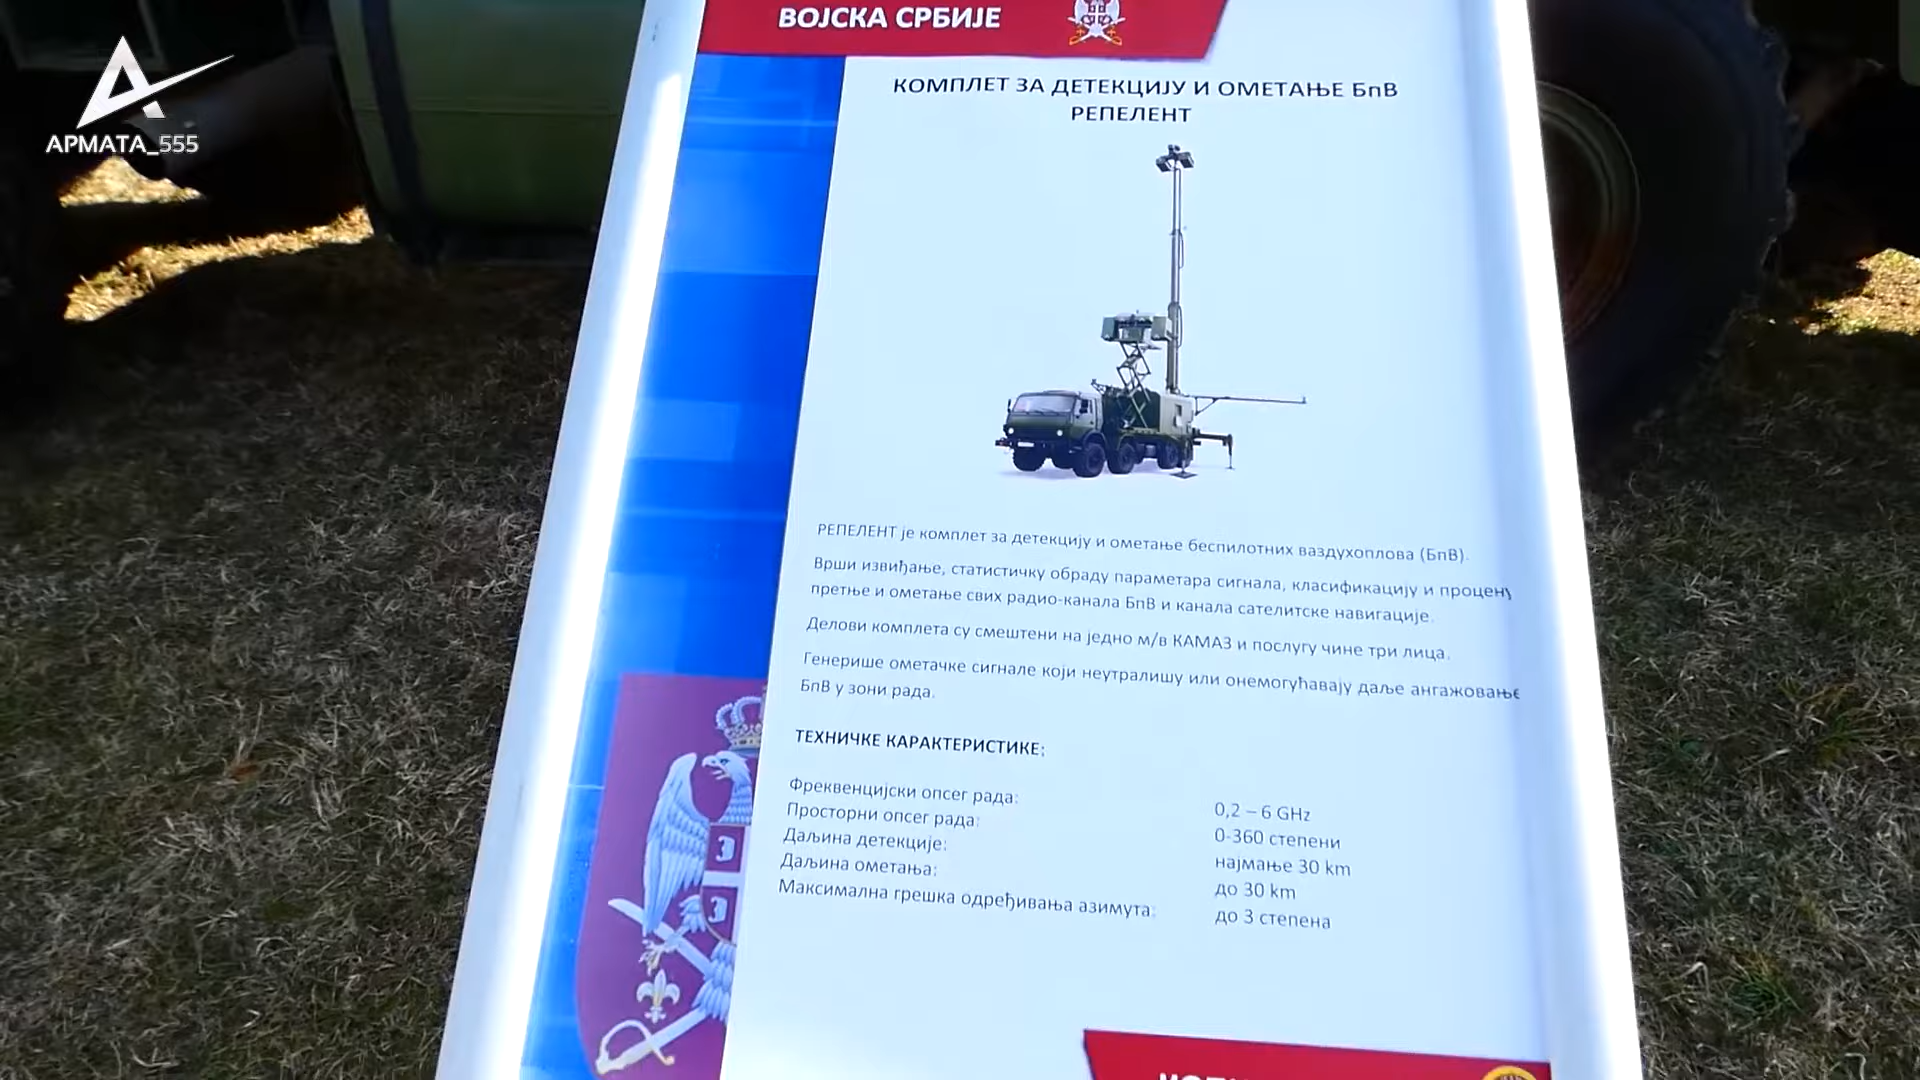 ВОЈСКА СРБИЈЕ
АРМАТА_555
КОМПЛЕТ ЗА ДЕТЕКЦИЈУ И ОМЕТАЊЕ БпВ
РЕПЕЛЕНТ
РЕПЕЛЕНТ је комплет за детекцију и ометање беспилотних ваздухоплова (БпВ).
Врши извиђање, статистичку обраду параметара сигнала, класификацију и процену
претње и ометање свих радио-канала БпВ и канала сателитске навигације.
Делови комплета су смештени на једно м/в КАМАЗ и послугу чине три лица.
Генерише ометачке сигнале који неутралишу или онемогућавају даље ангажовање
БпВ у зони рада.
ТЕХНИЧКЕ КАРАКТЕРИСТИКЕ:
Фреквенцијски опсег рада: 0,2 – 6 GHz
Просторни опсег рада: 0-360 степени
Даљина детекције: најмање 30 km
Даљина ометања: до 30 km
Максимална грешка одређивања азимута: до 3 степена